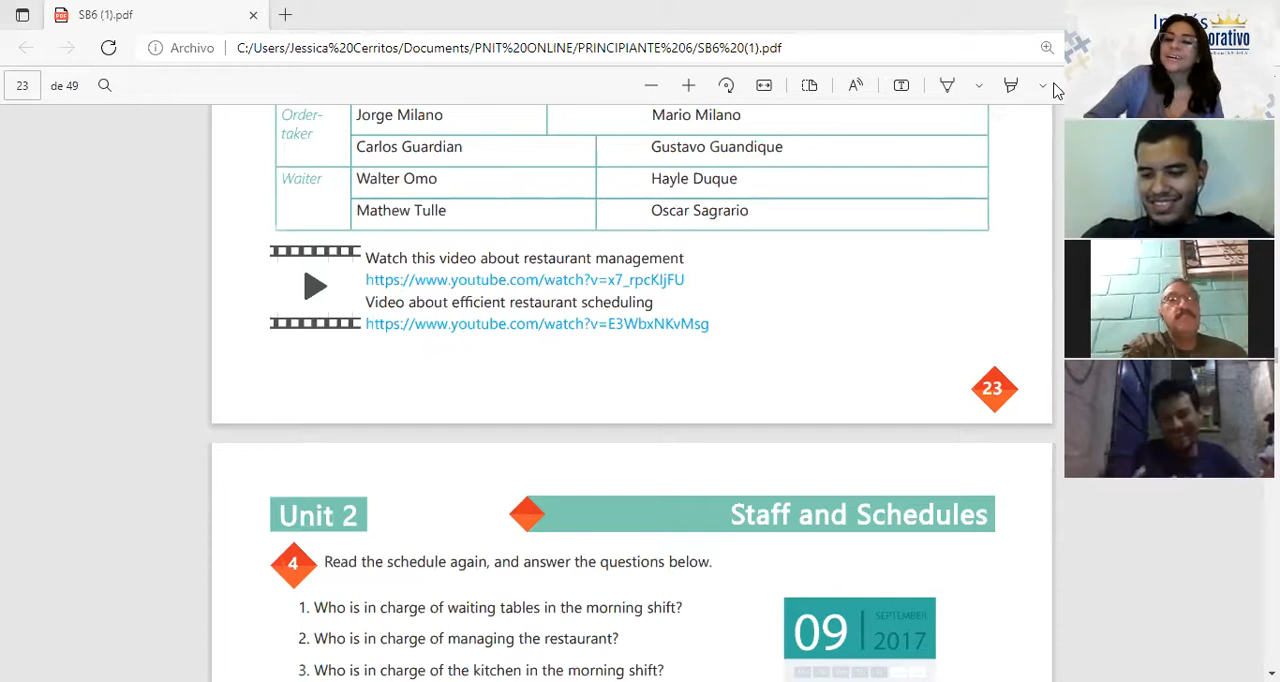 SB6 (1).pdf
Archivo
C:/Users/Jessica%20Cerritos/Documents/PNIT%20ONLINE/PRINCIPIANTE%206/SB6%20(1).pdf
23 de 49
Order-
taker
Jorge Milano
Mario Milano
Carlos Guardian
Gustavo Guandique
Waiter
Walter Omo
Hayle Duque
Mathew Tulle
Oscar Sagrario
Watch this video about restaurant management
https://www.youtube.com/watch?v=x7_rpcKIjFU
Video about efficient restaurant scheduling
https://www.youtube.com/watch?v=E3WbxNKvMsg
23
Unit 2
Staff and Schedules
4 Read the schedule again, and answer the questions below.
1. Who is in charge of waiting tables in the morning shift?
2. Who is in charge of managing the restaurant?
3. Who is in charge of the kitchen in the morning shift?
09
SEPTEMBER
2017